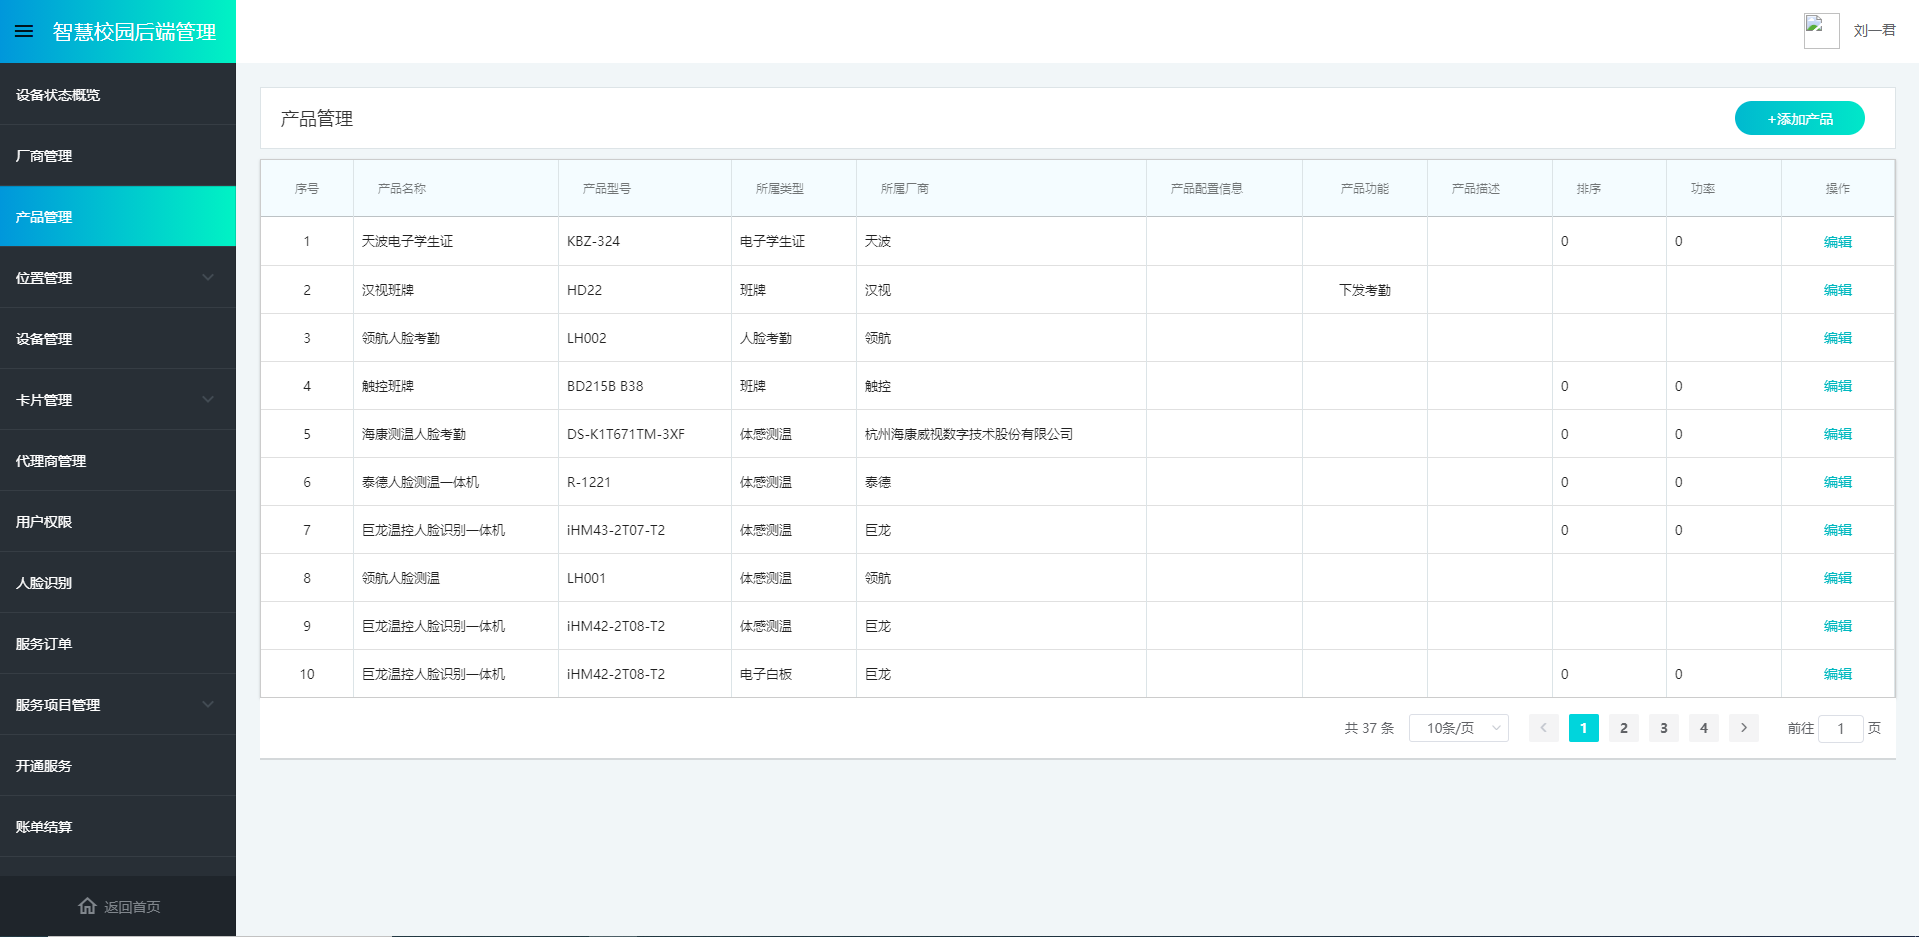 智慧校园后端管理
刘一君
设备状态概览
厂商管理
产品管理
位置管理
设备管理
卡片管理
代理商管理
用户权限
人脸识别
服务订单
服务项目管理
开通服务
账单结算
返回首页
产品管理
+添加产品
序号 产品名称 产品型号 所属类型 所属厂商 产品配置信息 产品功能 产品描述 排序 功率 操作
1 天波电子学生证 KBZ-324 电子学生证 天波 0 0 编辑
2 汉视班牌 HD22 班牌 汉视 下发考勤 编辑
3 领航人脸考勤 LH002 人脸考勤 领航 编辑
4 触控班牌 BD215B B38 班牌 触控 0 0 编辑
5 海康测温人脸考勤 DS-K1T671TM-3XF 体感测温 杭州海康威视数字技术股份有限公司 0 0 编辑
6 泰德人脸测温一体机 R-1221 体感测温 泰德 0 0 编辑
7 巨龙温控人脸识别一体机 iHM43-2T07-T2 体感测温 巨龙 0 0 编辑
8 领航人脸测温 LH001 体感测温 领航 编辑
9 巨龙温控人脸识别一体机 iHM42-2T08-T2 体感测温 巨龙 编辑
10 巨龙温控人脸识别一体机 iHM42-2T08-T2 电子白板 巨龙 0 0 编辑
共 37 条 10条/页 1 2 3 4 前往 1 页